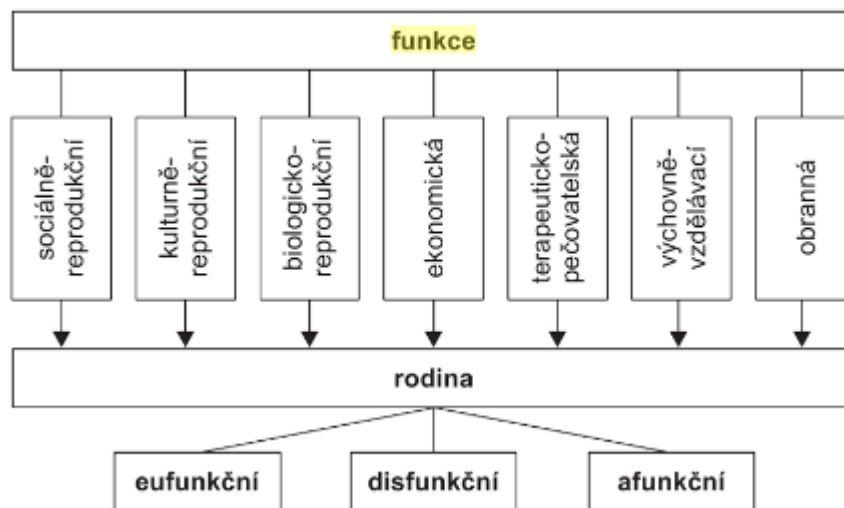 funkce
sociálně-
reprodukční
kulturně-
reprodukční
biologicko-
reprodukční
ekonomická
terapeuticko-
pečovatelská
výchovně-
vzdělávací
obranná
rodina
eufunkční
disfunkční
afunkční